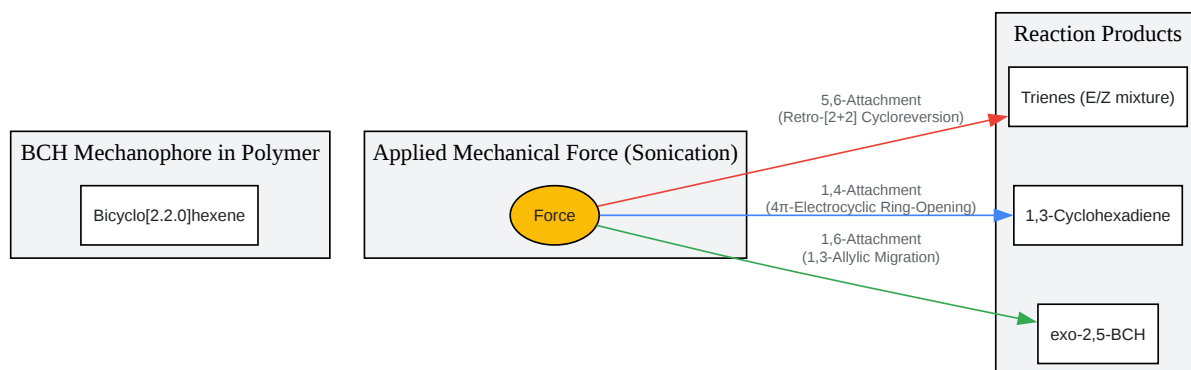 BCH Mechanophore in Polymer
Bicyclo[2.2.0]hexene
Applied Mechanical Force (Sonication)
Force
5,6-Attachment
(Retro-[2+2] Cycloreversion)
1,4-Attachment
(4π-Electrocyclic Ring-Opening)
1,6-Attachment
(1,3-Allylic Migration)
Reaction Products
Trienes (E/Z mixture)
1,3-Cyclohexadiene
exo-2,5-BCH